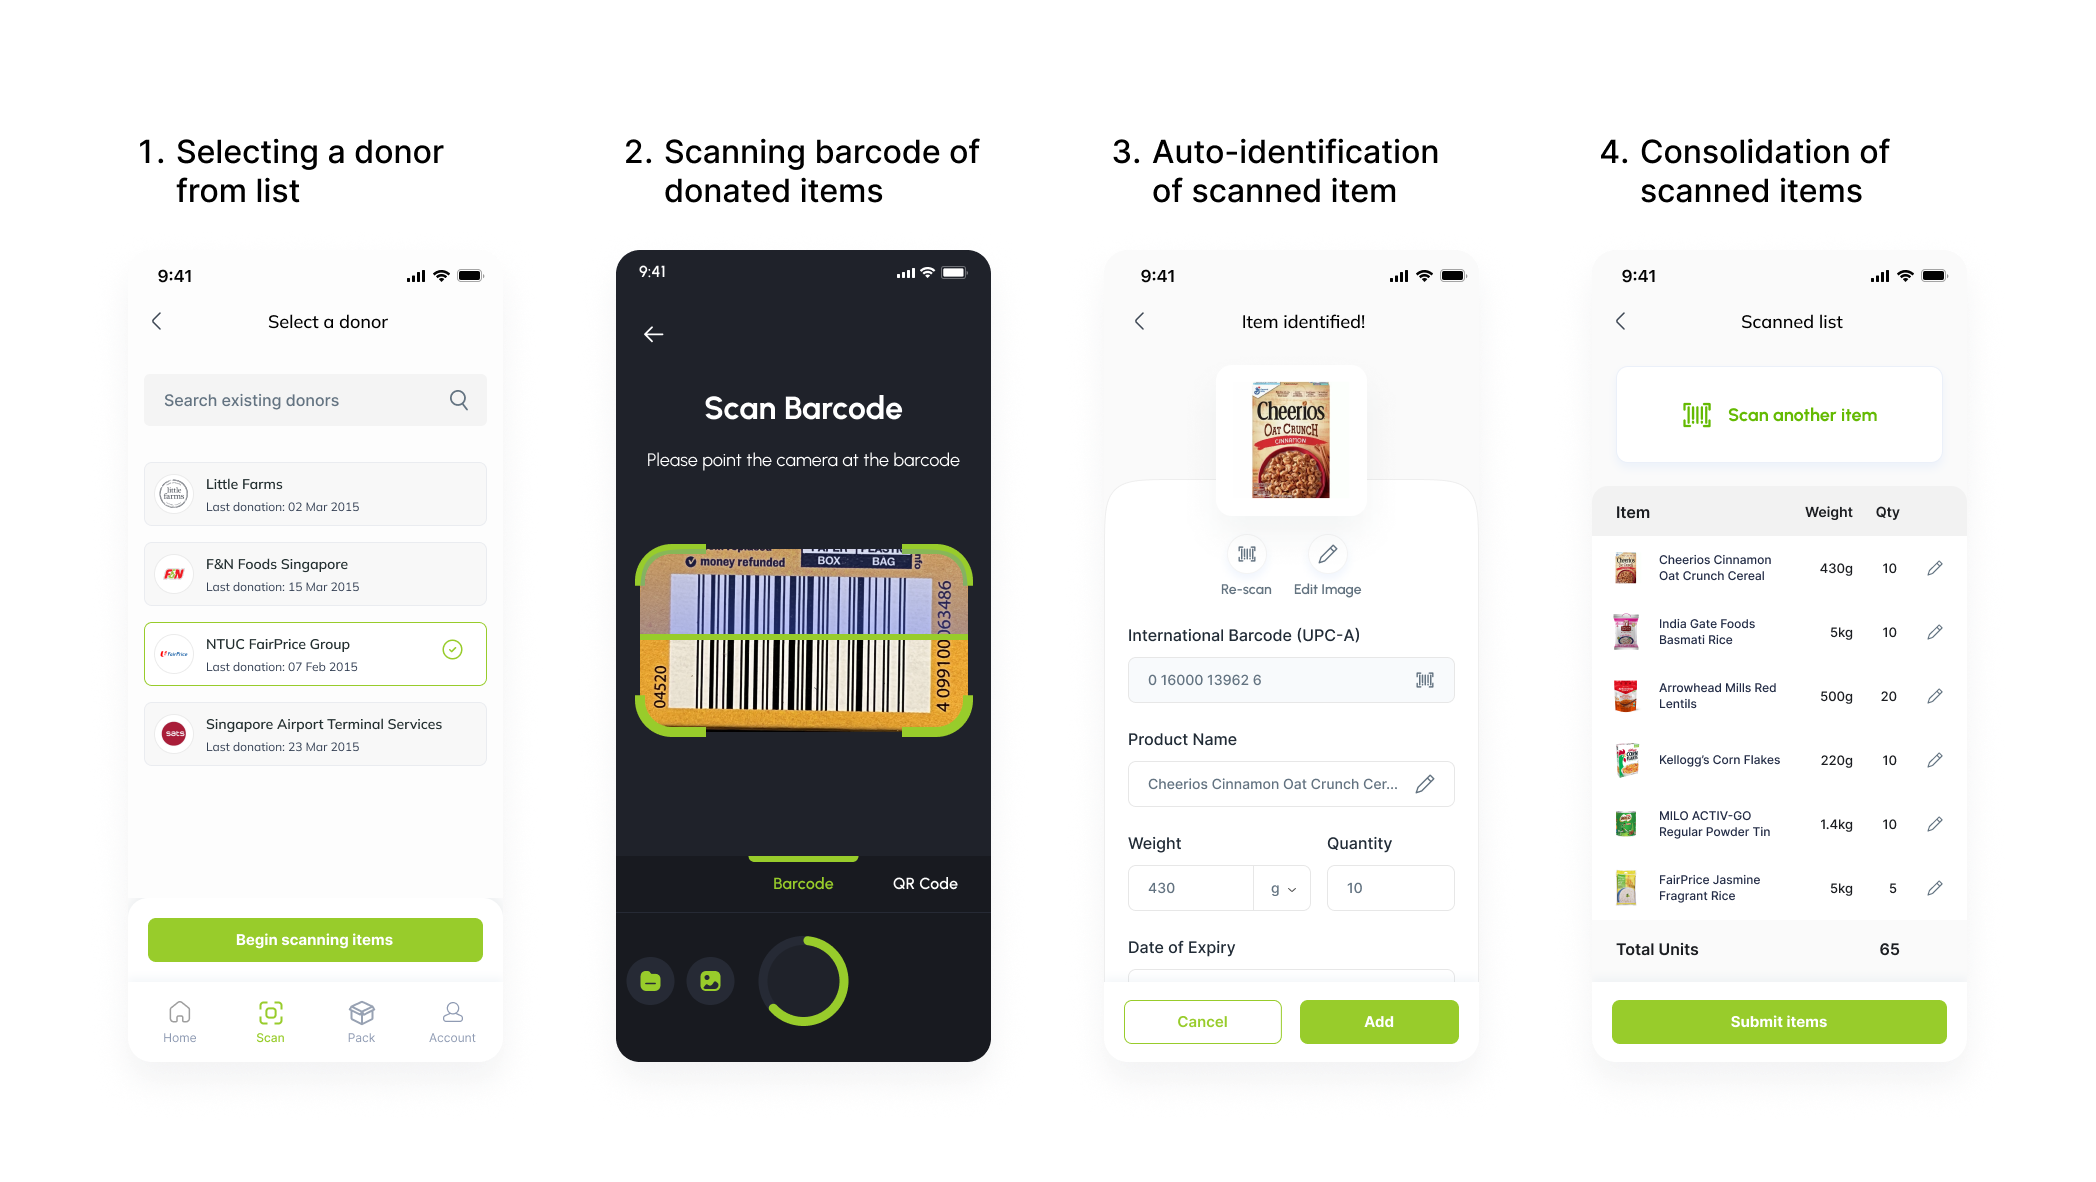 1. Selecting a donor
from list
9:41
Select a donor
Search existing donors
little
farms
Little Farms
Last donation: 02 Mar 2015
F&N
F&N Foods Singapore
Last donation: 15 Mar 2015
FairPrice
NTUC FairPrice Group
Last donation: 07 Feb 2015
sats
Singapore Airport Terminal Services
Last donation: 23 Mar 2015
Begin scanning items
Home
Scan
Pack
Account
2. Scanning barcode of
donated items
9:41
Scan Barcode
Please point the camera at the barcode
money refunded
BOX
BAG
04520
4 099100 063486
Barcode
QR Code
3. Auto-identification
of scanned item
9:41
Item identified!
Cheerios
OAT CRUNCH
CINNAMON
Re-scan
Edit Image
International Barcode (UPC-A)
0 16000 13962 6
Product Name
Cheerios Cinnamon Oat Crunch Cer...
Weight
Quantity
430
g
10
Date of Expiry
Cancel
Add
4. Consolidation of
scanned items
9:41
Scanned list
Scan another item
Item Weight Qty
Cheerios Cinnamon
Oat Crunch Cereal
430g 10
India Gate Foods
Basmati Rice
5kg 10
Arrowhead Mills Red
Lentils
500g 20
Kellogg's Corn Flakes
220g 10
MILO ACTIV-GO
Regular Powder Tin
1.4kg 10
FairPrice Jasmine
Fragrant Rice
5kg 5
Total Units 65
Submit items